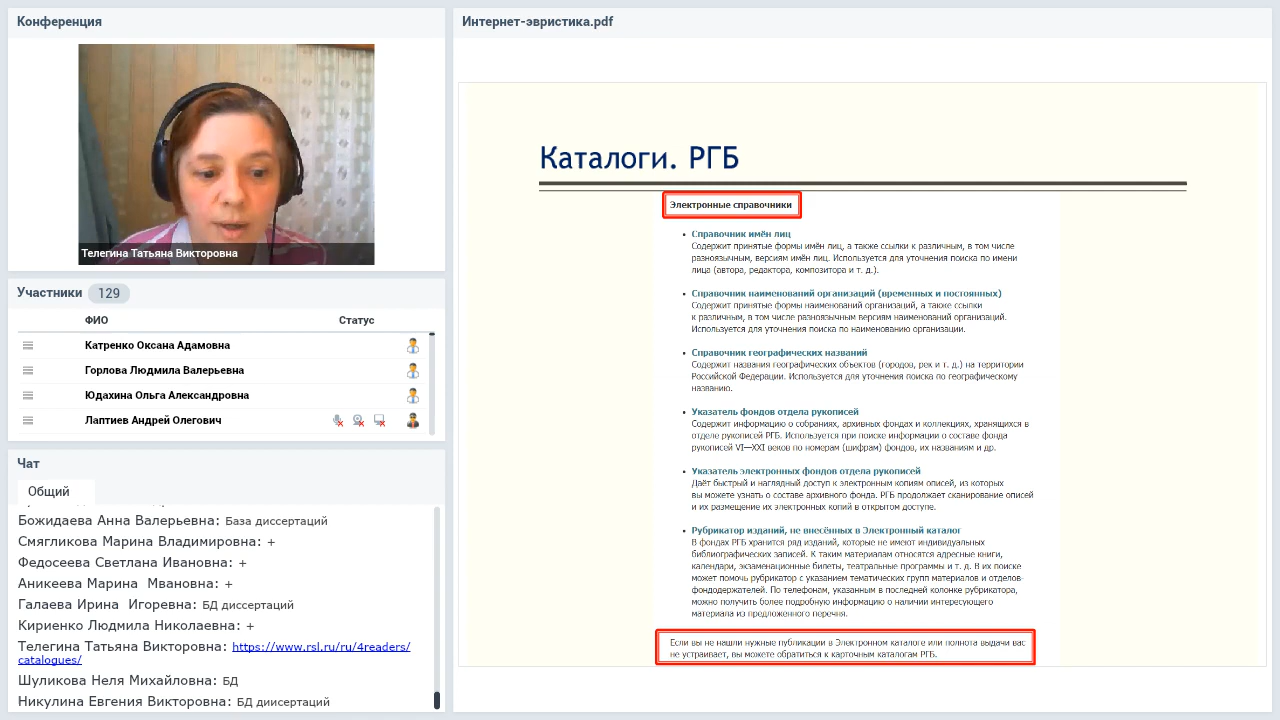 Конференция
Телегина Татьяна Викторовна
Участники 129
ФИО Статус
Катренко Оксана Адамовна
Горлова Людмила Валерьевна
Юдахина Ольга Александровна
Лаптиев Андрей Олегович
Чат
Общий
Божидаева Анна Валерьевна: База диссертаций
Смягликова Марина Владимировна: +
Федосеева Светлана Ивановна: +
Аникеева Марина Мвановна: +
Галаева Ирина Игоревна: БД диссертаций
Кириенко Людмила Николаевна: +
Телегина Татьяна Викторовна: https://www.rsl.ru/ru/4readers/
catalogues/
Шуликова Неля Михайловна: БД
Никулина Евгения Викторовна: БД диисертаций
Интернет-эвристика.pdf
Каталоги. РГБ
Электронные справочники
• Справочник имён лиц
Содержит принятые формы имён лиц, а также ссылки к различным, в том числе
разноязычным, версиям имён лиц. Используется для уточнения поиска по имени
лица (автора, редактора, композитора и т. д.).
• Справочник наименований организаций (временных и постоянных)
Содержит принятые формы наименований организаций, а также ссылки
к различным, в том числе разноязычным версиям наименований организаций.
Используется для уточнения поиска по наименованию организации.
• Справочник географических названий
Содержит названия географических объектов (городов, рек и т. д.) на территории
Российской Федерации. Используется для уточнения поиска по географическому
названию.
• Указатель фондов отдела рукописей
Содержит информацию о собраниях, архивных фондах и коллекциях, хранящихся в
отделе рукописей РГБ. Используется при поиске информации о составе фонда
рукописей VI—XXI веков по номерам (шифрам) фондов, их названиям и др.
• Указатель электронных фондов отдела рукописей
Даёт быстрый и наглядный доступ к электронным копиям описей, из которых
вы можете узнать о составе архивного фонда. РГБ продолжает сканирование описей
и их размещение их электронных копий в открытом доступе.
• Рубрикатор изданий, не внесённых в Электронный каталог
В фондах РГБ хранится ряд изданий, которые не имеют индивидуальных
библиографических записей. К таким материалам относятся адресные книги,
календари, экзаменационные билеты, театральные программы и т. д. В их поиске
может помочь рубрикатор с указанием тематических групп материалов и отделов-
фондодержателей. По телефонам, указанным в последней колонке рубрикатора,
можно получить более подробную информацию о наличии интересующего
материала из предложенного перечня.
Если вы не нашли нужные публикации в Электронном каталоге или полнота выдачи вас
не устраивает, вы можете обратиться к карточным каталогам РГБ.